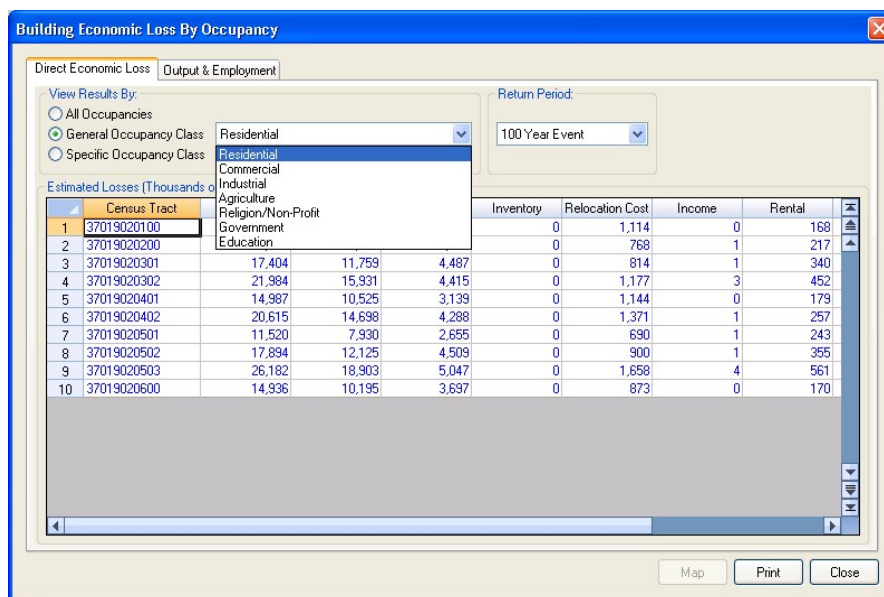 Building Economic Loss By Occupancy
Direct Economic Loss Output & Employment
View Results By: Return Period:
All Occupancies
General Occupancy Class Residential 100 Year Event
Specific Occupancy Class Residential
Commercial
Industrial
Agriculture
Religion/Non-Profit
Government
Education
Estimated Losses (Thousands o
Census Tract Inventory Relocation Cost Income Rental
1 37019020100 0 1,114 0 168
2 37019020200 0 768 1 217
3 37019020301 17,404 11,759 4,487 0 814 1 340
4 37019020302 21,984 15,931 4,415 0 1,177 3 452
5 37019020401 14,987 10,525 3,139 0 1,144 0 179
6 37019020402 20,615 14,698 4,288 0 1,371 1 257
7 37019020501 11,520 7,930 2,655 0 690 1 243
8 37019020502 17,894 12,125 4,509 0 900 1 355
9 37019020503 26,182 18,903 5,047 0 1,658 4 561
10 37019020600 14,936 10,195 3,697 0 873 0 170
Map Print Close